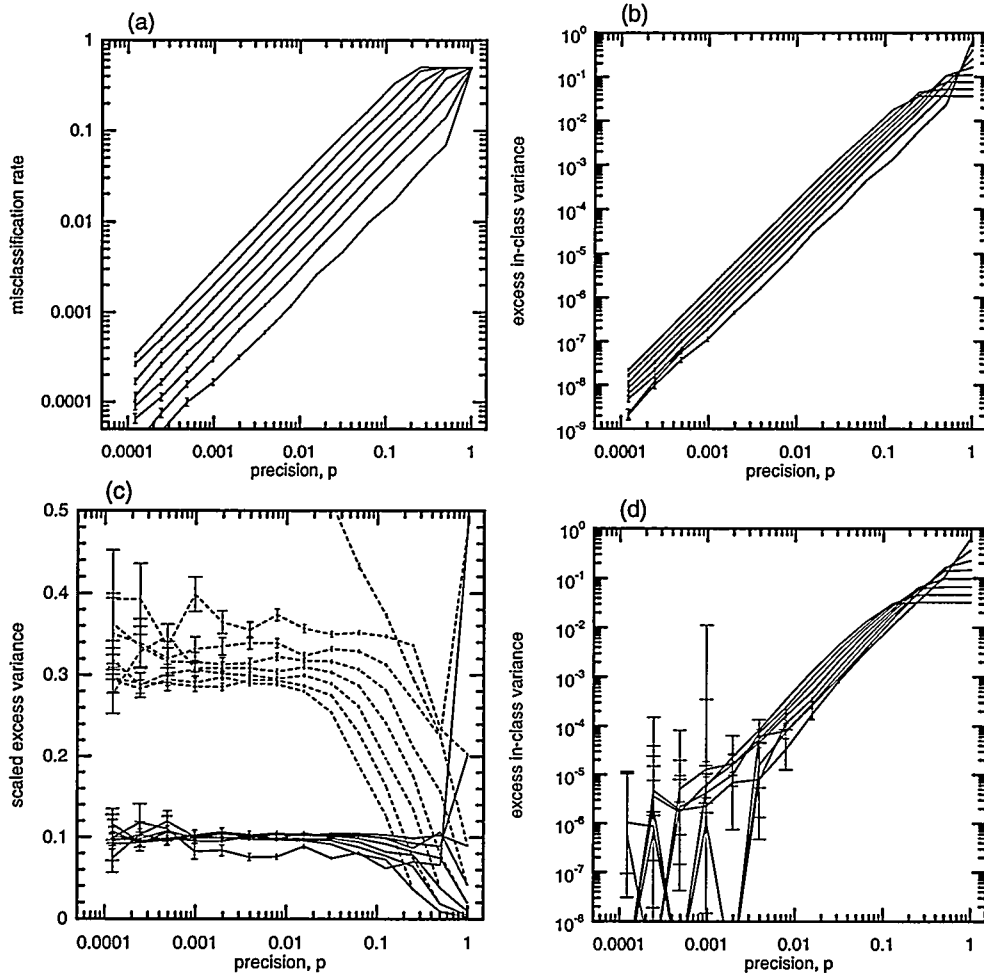 (a)
1
0.1
0.01
0.001
0.0001
misclassification rate
0.0001 0.001 0.01 0.1 1
precision, p
(b)
10^0
10^-1
10^-2
10^-3
10^-4
10^-5
10^-6
10^-7
10^-8
10^-9
excess in-class variance
0.0001 0.001 0.01 0.1 1
precision, p
(c)
0.5
0.4
0.3
0.2
0.1
0
scaled excess variance
0.0001 0.001 0.01 0.1 1
precision, p
(d)
10^0
10^-1
10^-2
10^-3
10^-4
10^-5
10^-6
10^-7
10^-8
excess in-class variance
0.0001 0.001 0.01 0.1 1
precision, p